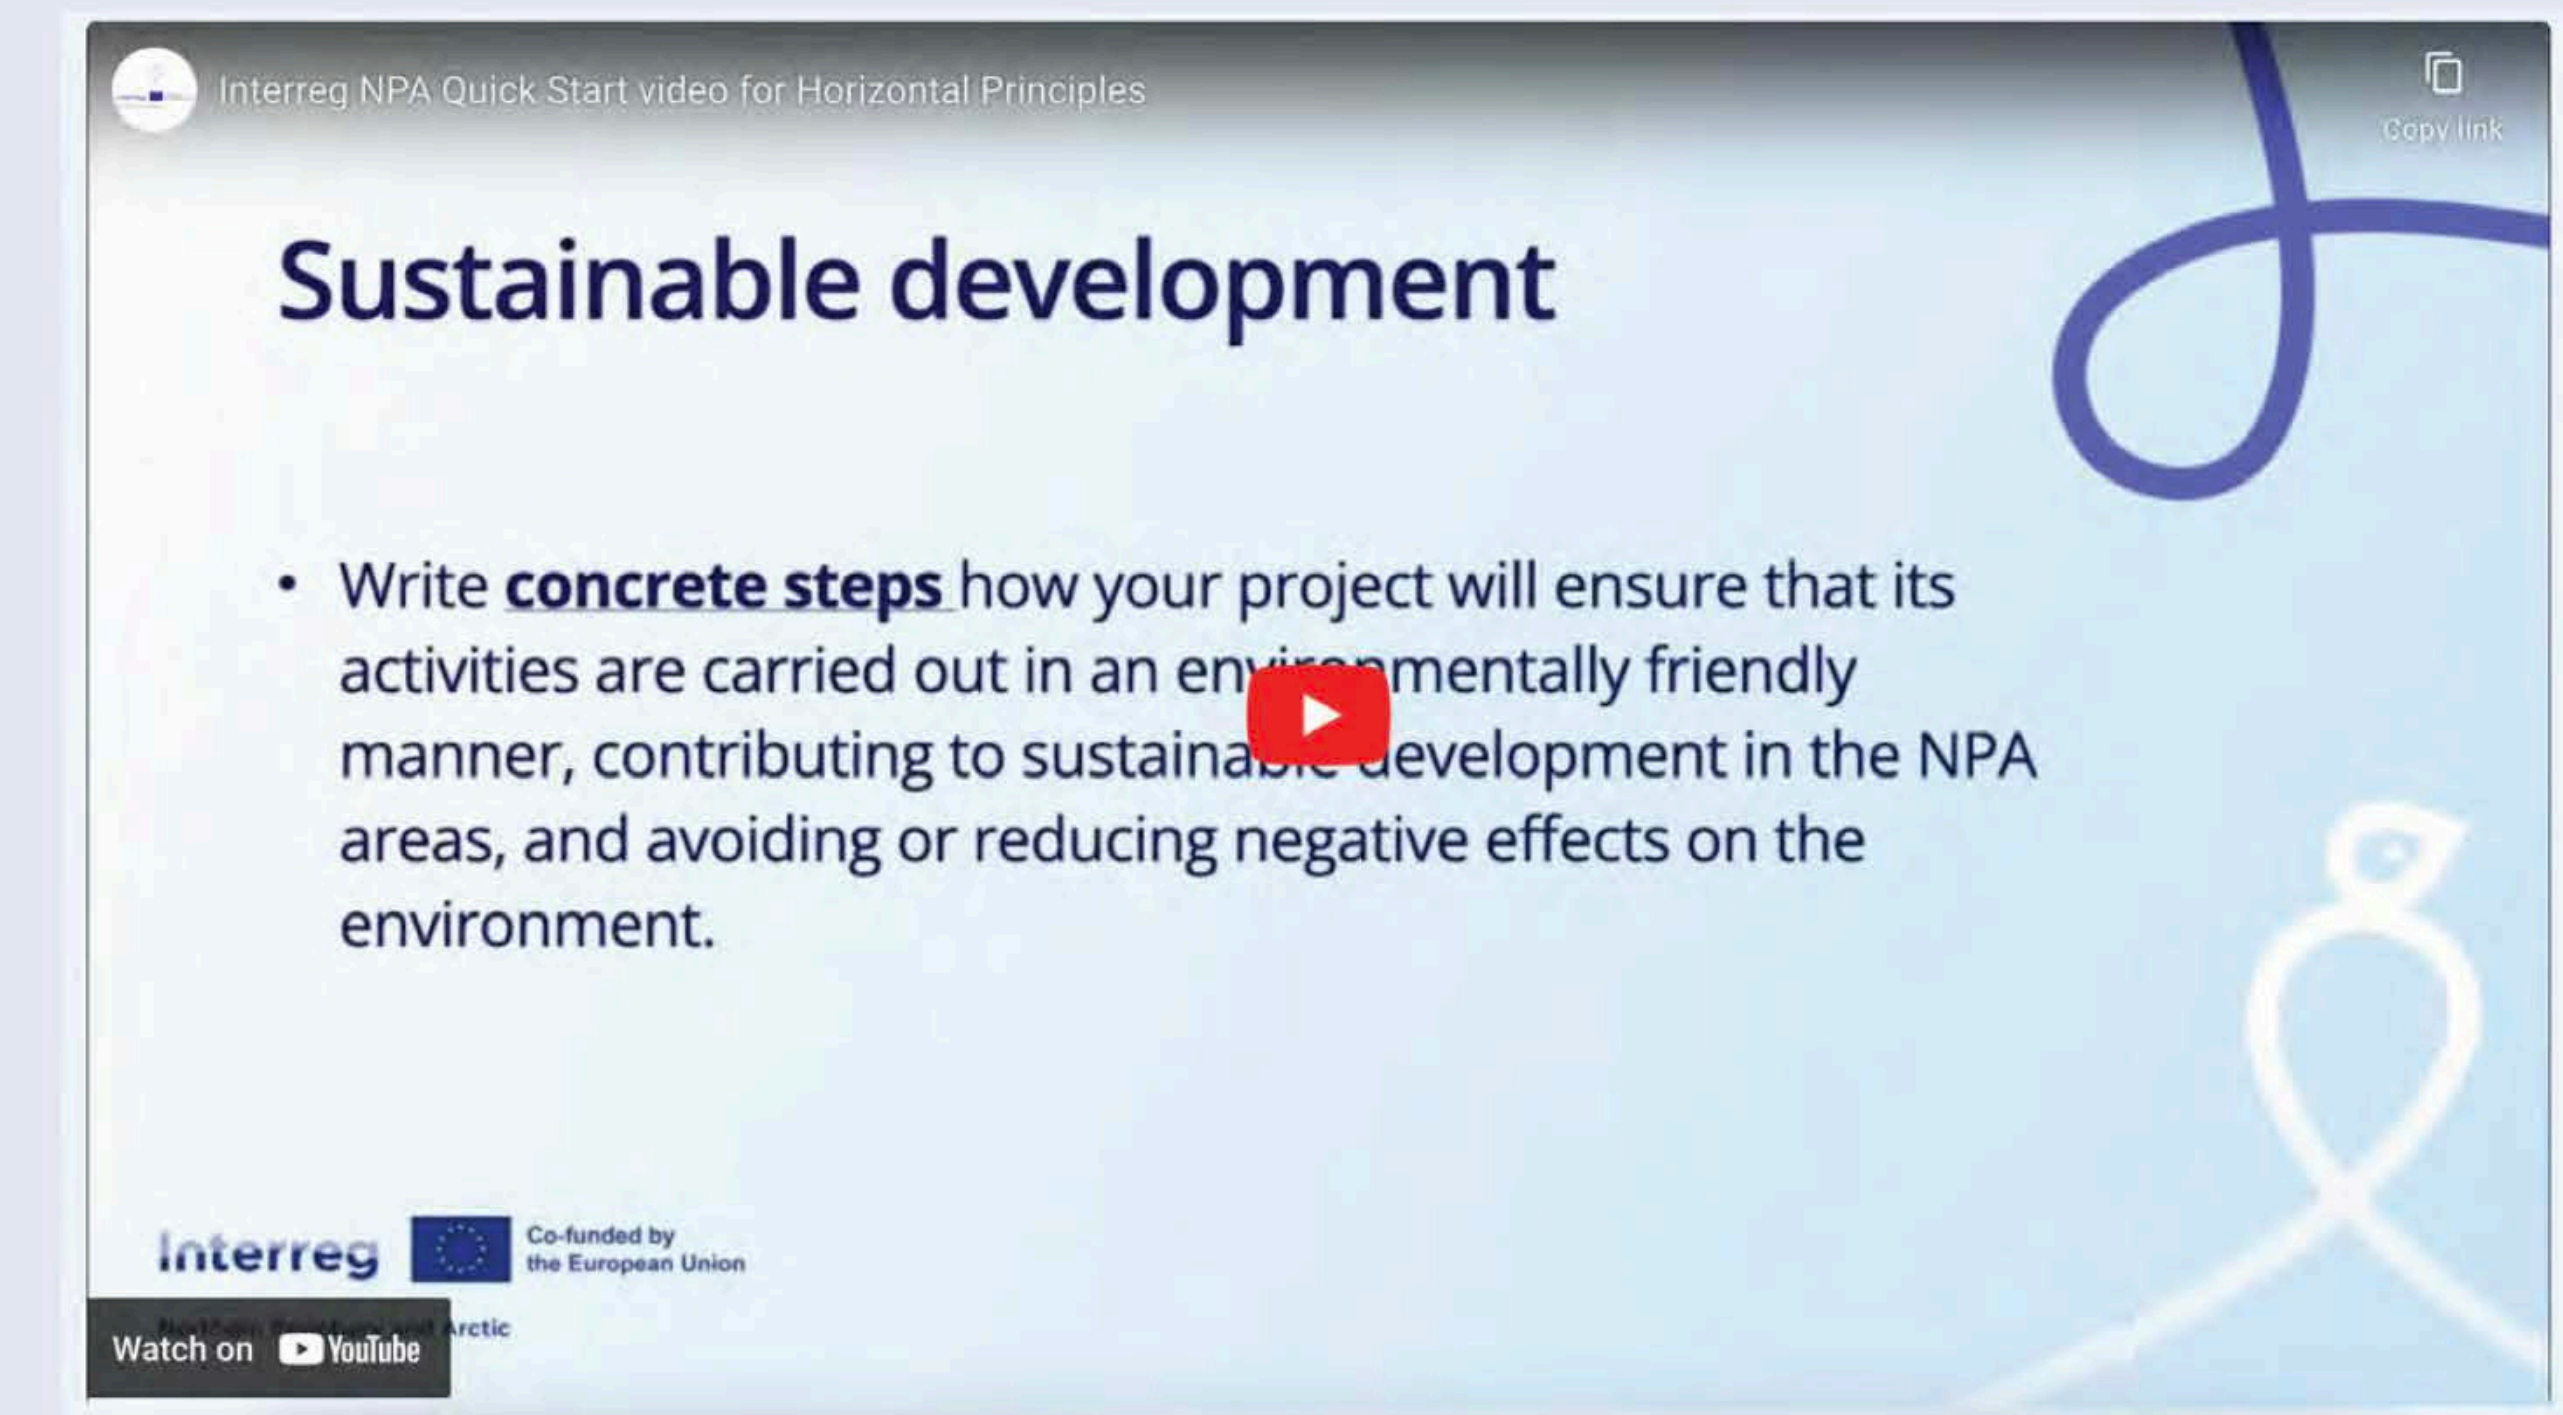 Interreg NPA Quick Start video for Horizontal Principles
Copy link
Sustainable development
• Write concrete steps how your project will ensure that its
activities are carried out in an environmentally friendly
manner, contributing to sustainable development in the NPA
areas, and avoiding or reducing negative effects on the
environment.
Interreg
Co-funded by
the European Union
Arctic
Watch on YouTube